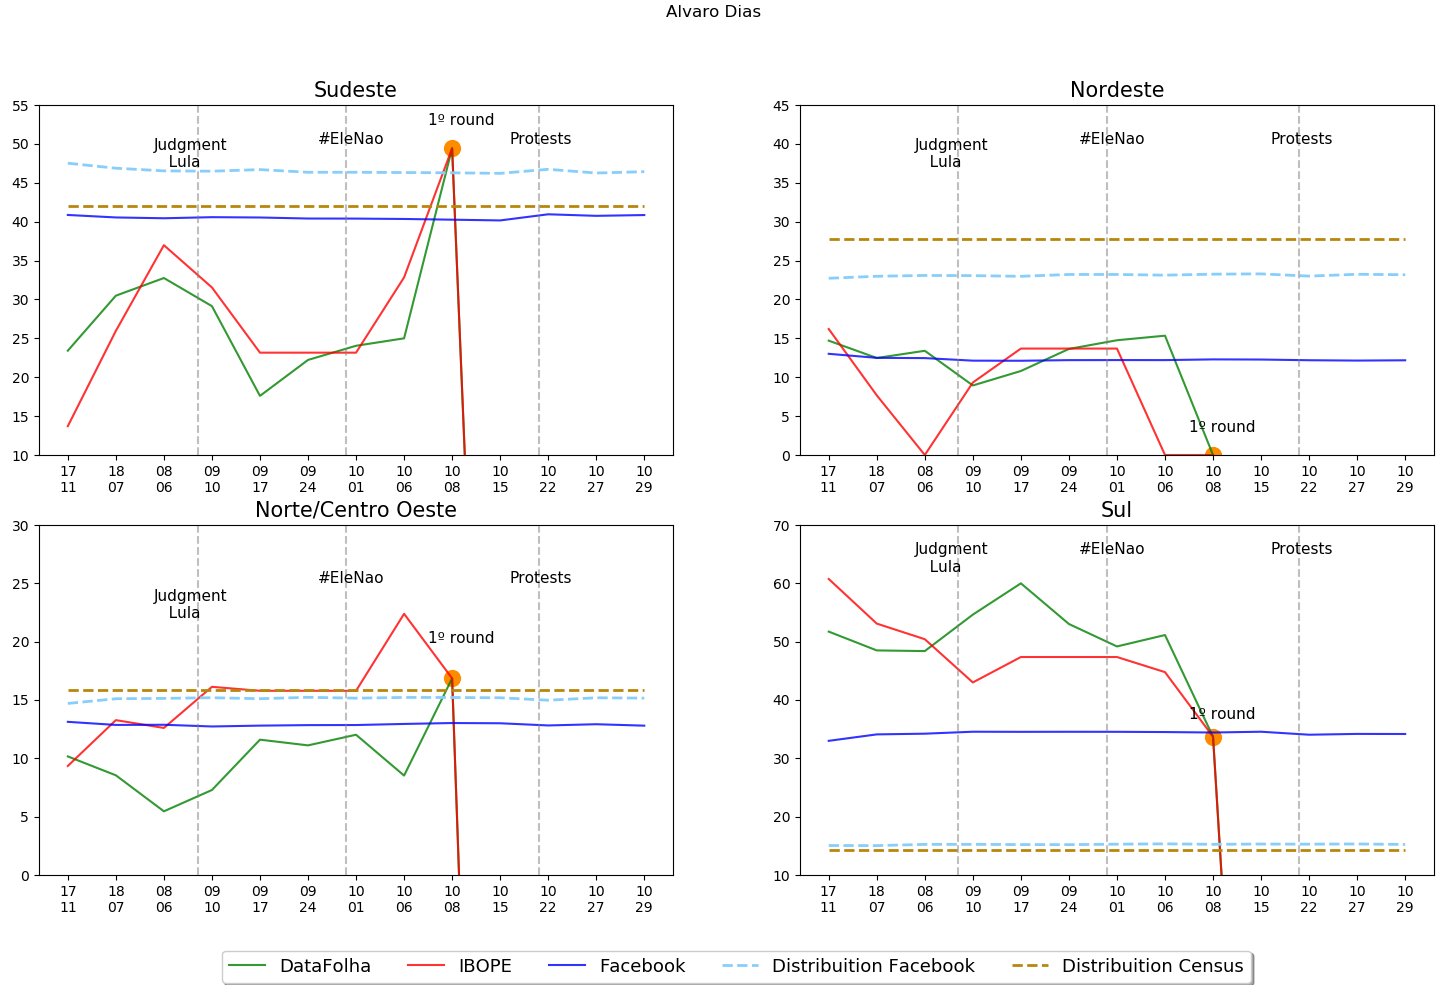 Alvaro Dias
Sudeste
55
50
45
40
35
30
25
20
15
10
Judgment
Lula
#EleNao
1º round
Protests
17 18 08 09 09 09 10 10 10 10 10 10 10
11 07 06 10 17 24 01 06 08 15 22 27 29
Nordeste
45
40
35
30
25
20
15
10
5
0
Judgment
Lula
#EleNao
Protests
1º round
17 18 08 09 09 09 10 10 10 10 10 10 10
11 07 06 10 17 24 01 06 08 15 22 27 29
Norte/Centro Oeste
30
25
20
15
10
5
0
#EleNao
Protests
Judgment
Lula
1º round
17 18 08 09 09 09 10 10 10 10 10 10 10
11 07 06 10 17 24 01 06 08 15 22 27 29
Sul
70
60
50
40
30
20
10
Judgment
Lula
#EleNao
Protests
1º round
17 18 08 09 09 09 10 10 10 10 10 10 10
11 07 06 10 17 24 01 06 08 15 22 27 29
DataFolha IBOPE Facebook Distribuition Facebook Distribuition Census